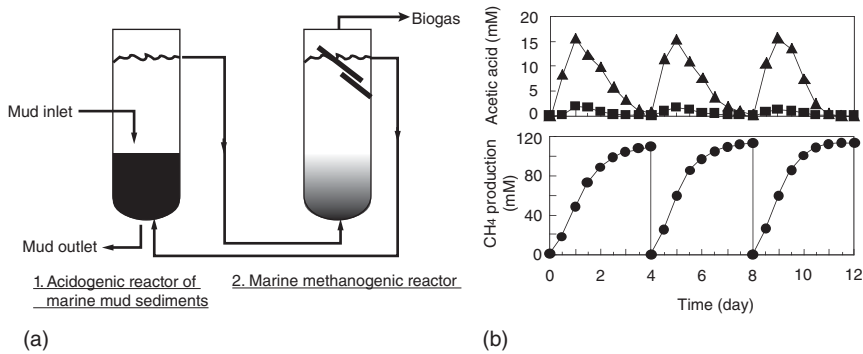 Biogas
Mud inlet
Mud outlet
1. Acidogenic reactor of
marine mud sediments
2. Marine methanogenic reactor
(a)
Acetic acid (mM)
20
15
10
5
0
CH4 production
(mM)
120
80
40
0
0 2 4 6 8 10 12
Time (day)
(b)